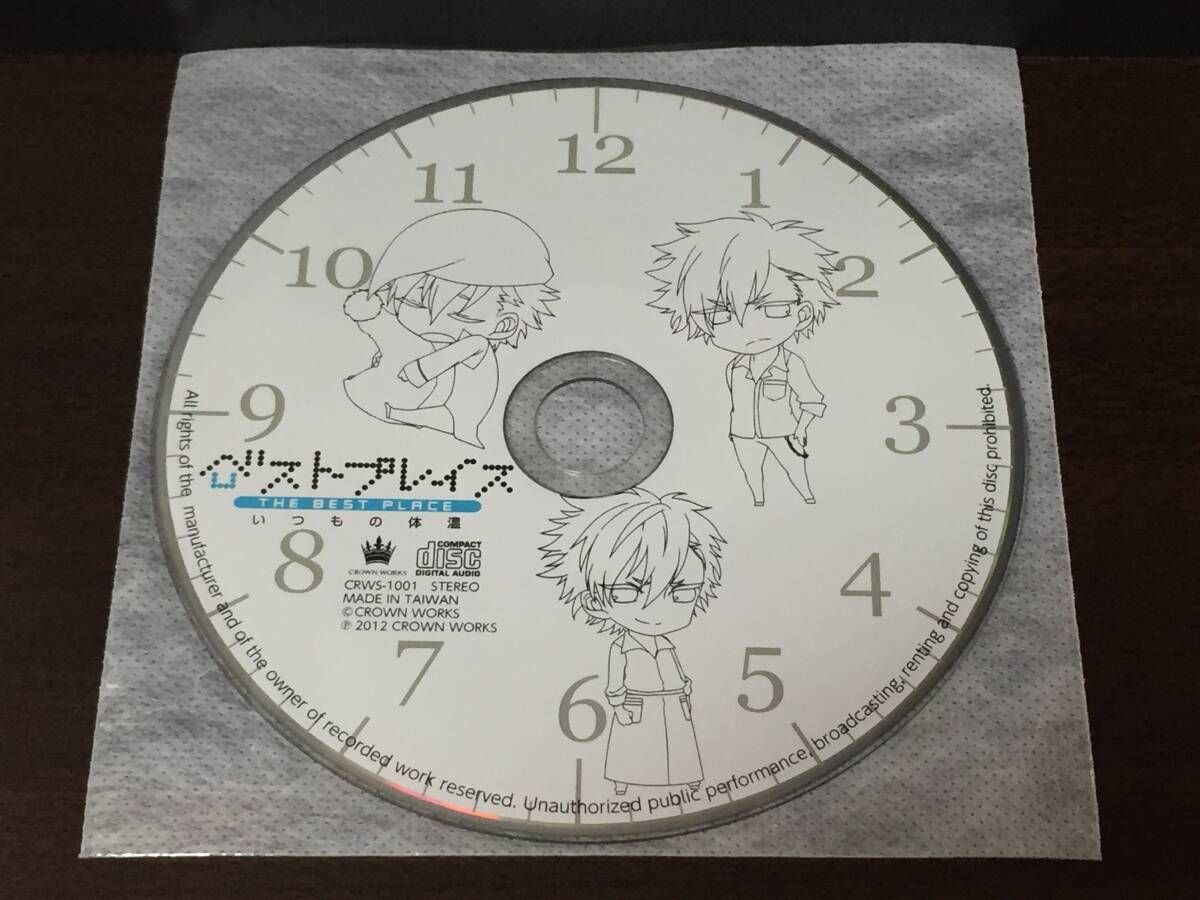 12
1
2
3
4
5
6
7
8
9
10
11
ベストプレイス
THE BEST PLACE
いつもの体温
CROWN WORKS
COMPACT
disc
DIGITAL AUDIO
CRWS-1001 STEREO
MADE IN TAIWAN
©CROWN WORKS
℗ 2012 CROWN WORKS
All rights of the manufacturer and of the owner of recorded work reserved. Unauthorized public performance, broadcasting, renting and copying of this disc prohibited.